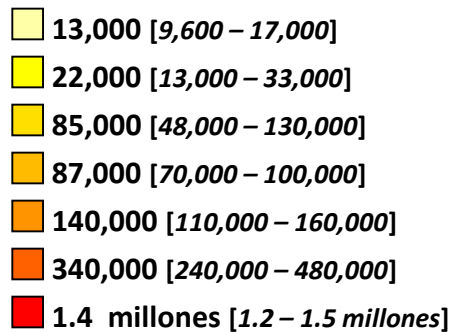 13,000 [9,600 – 17,000]
22,000 [13,000 – 33,000]
85,000 [48,000 – 130,000]
87,000 [70,000 – 100,000]
140,000 [110,000 – 160,000]
340,000 [240,000 – 480,000]
1.4 millones [1.2 – 1.5 millones]